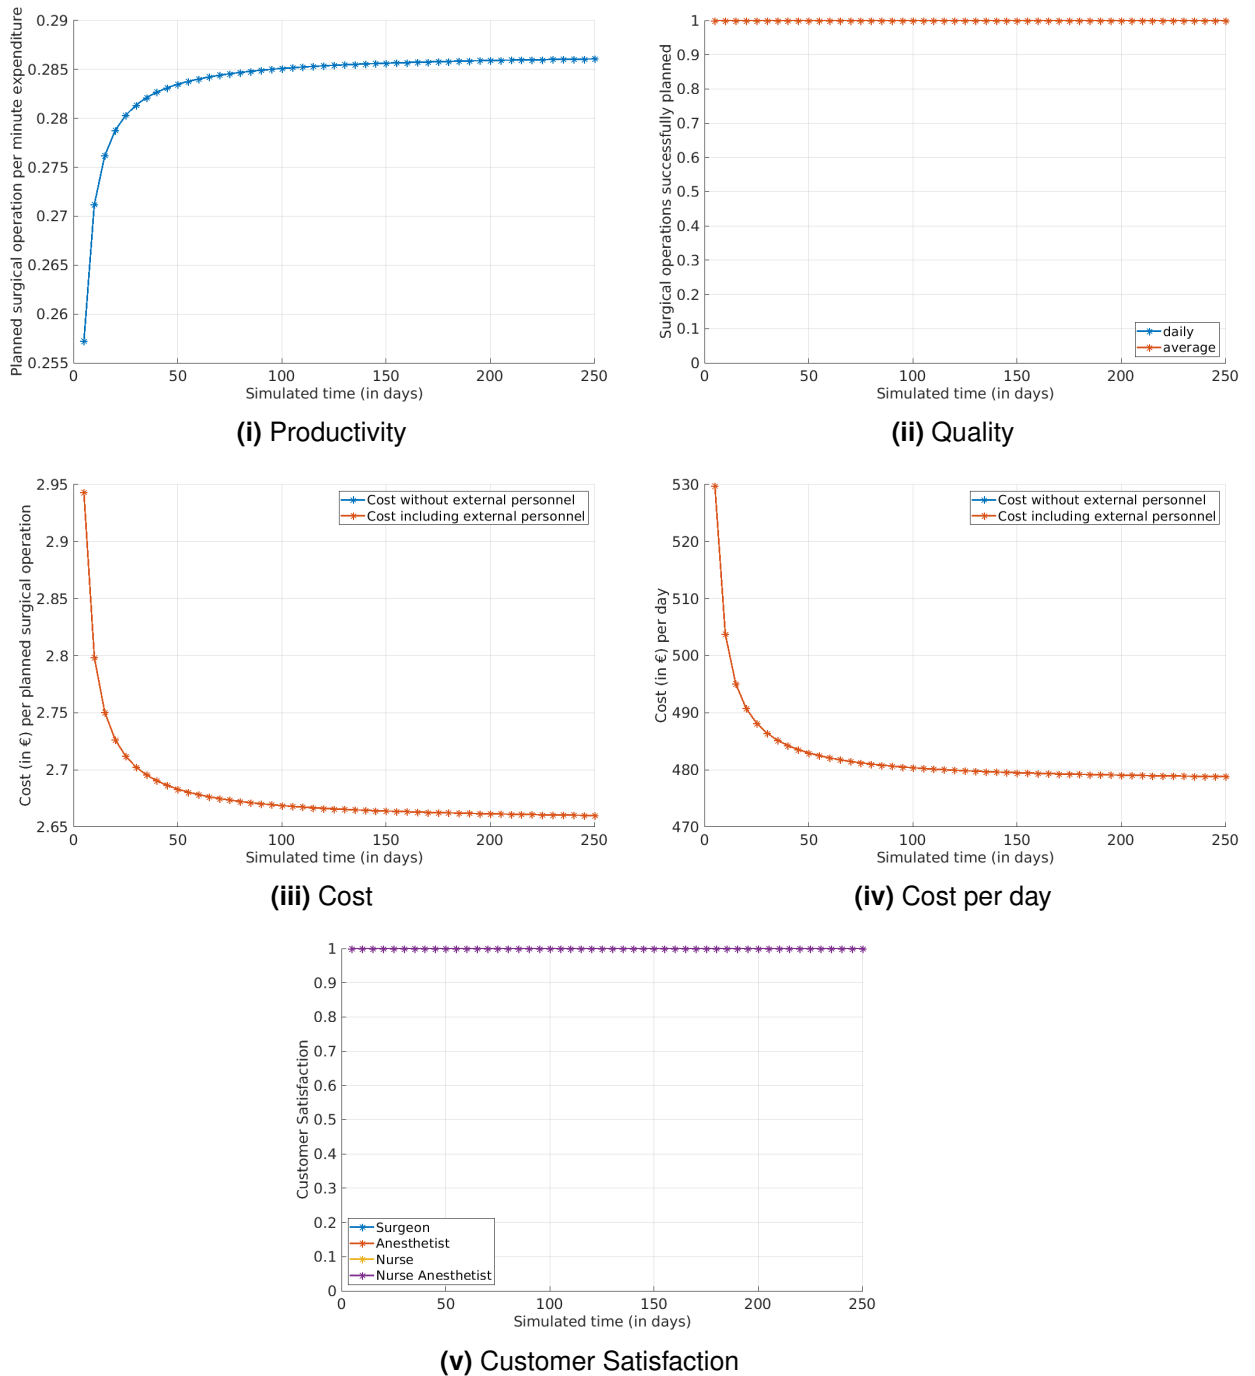 Planned surgical operation per minute expenditure
0.29
0.285
0.28
0.275
0.27
0.265
0.26
0.255
0 50 100 150 200 250
Simulated time (in days)
(i) Productivity
Surgical operations successfully planned
1
0.9
0.8
0.7
0.6
0.5
0.4
0.3
0.2
0.1
0
daily
average
0 50 100 150 200 250
Simulated time (in days)
(ii) Quality
Cost (in €) per planned surgical operation
2.95
2.9
2.85
2.8
2.75
2.7
2.65
Cost without external personnel
Cost including external personnel
0 50 100 150 200 250
Simulated time (in days)
(iii) Cost
Cost (in €) per day
530
520
510
500
490
480
470
Cost without external personnel
Cost including external personnel
0 50 100 150 200 250
Simulated time (in days)
(iv) Cost per day
Customer Satisfaction
1
0.9
0.8
0.7
0.6
0.5
0.4
0.3
0.2
0.1
0
Surgeon
Anesthetist
Nurse
Nurse Anesthetist
0 50 100 150 200 250
Simulated time (in days)
(v) Customer Satisfaction